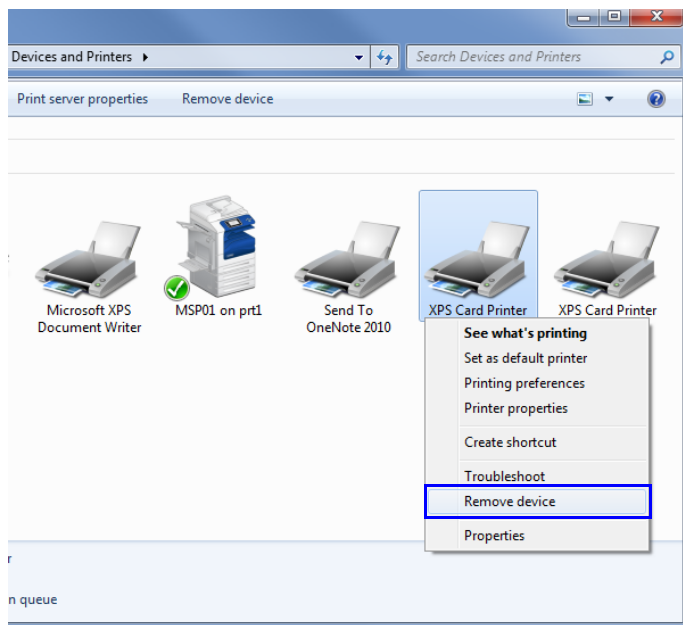 Devices and Printers
Search Devices and Printers
Print server properties Remove device
Microsoft XPS
Document Writer
MSP01 on prt1
Send To
OneNote 2010
XPS Card Printer
XPS Card Printer
See what's printing
Set as default printer
Printing preferences
Printer properties
Create shortcut
Troubleshoot
Remove device
Properties
r
n queue